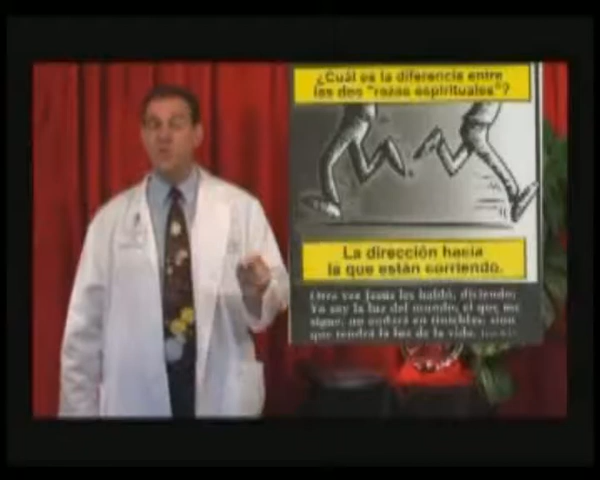 ¿Cuál es la diferencia entre
las dos "razas espirituales"?
La dirección hacia
la que están corriendo.
Otra vez Jesús les habló, diciendo:
Yo soy la luz del mundo; el que me
sigue, no andará en tinieblas, sino
que tendrá la luz de la vida.